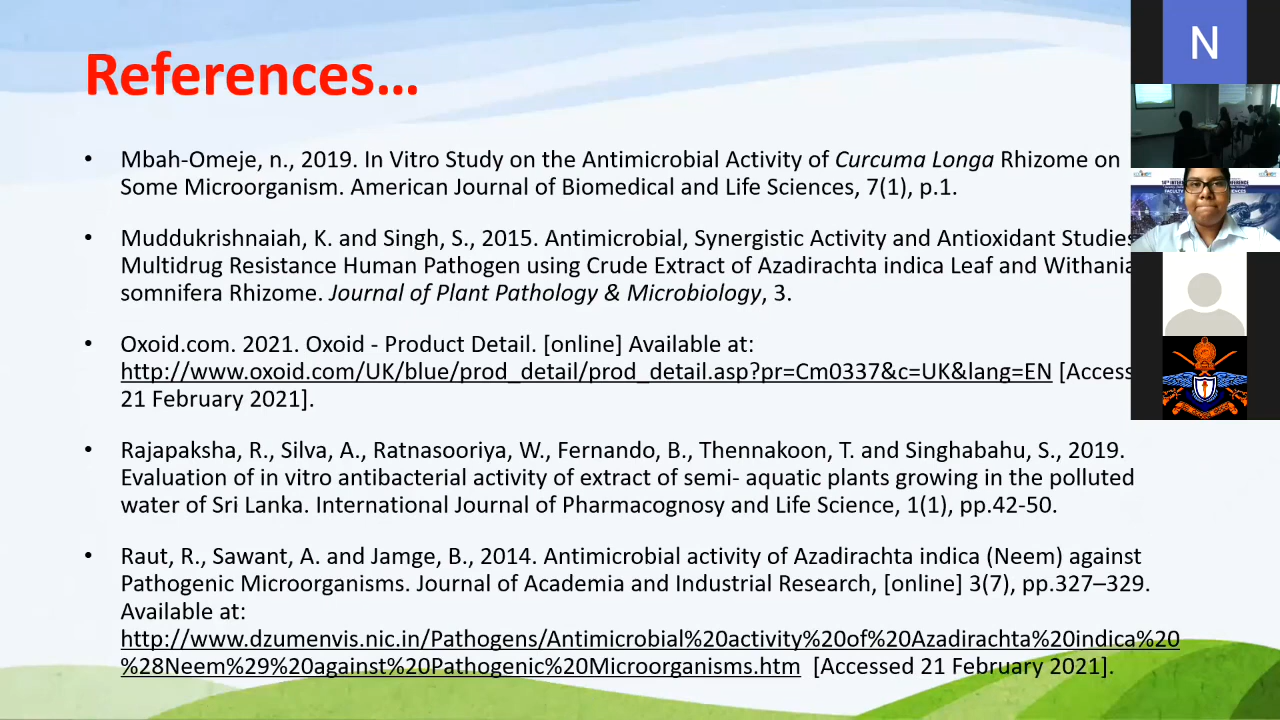 References…
N
• Mbah-Omeje, n., 2019. In Vitro Study on the Antimicrobial Activity of Curcuma Longa Rhizome on
Some Microorganism. American Journal of Biomedical and Life Sciences, 7(1), p.1.
• Muddukrishnaiah, K. and Singh, S., 2015. Antimicrobial, Synergistic Activity and Antioxidant Studies
Multidrug Resistance Human Pathogen using Crude Extract of Azadirachta indica Leaf and Withania
somnifera Rhizome. Journal of Plant Pathology & Microbiology, 3.
• Oxoid.com. 2021. Oxoid - Product Detail. [online] Available at:
http://www.oxoid.com/UK/blue/prod_detail/prod_detail.asp?pr=Cm0337&c=UK&lang=EN [Access
21 February 2021].
• Rajapaksha, R., Silva, A., Ratnasooriya, W., Fernando, B., Thennakoon, T. and Singhabahu, S., 2019.
Evaluation of in vitro antibacterial activity of extract of semi- aquatic plants growing in the polluted
water of Sri Lanka. International Journal of Pharmacognosy and Life Science, 1(1), pp.42-50.
• Raut, R., Sawant, A. and Jamge, B., 2014. Antimicrobial activity of Azadirachta indica (Neem) against
Pathogenic Microorganisms. Journal of Academia and Industrial Research, [online] 3(7), pp.327–329.
Available at:
http://www.dzumenvis.nic.in/Pathogens/Antimicrobial%20activity%20of%20Azadirachta%20indica%20
%28Neem%29%20against%20Pathogenic%20Microorganisms.htm [Accessed 21 February 2021].